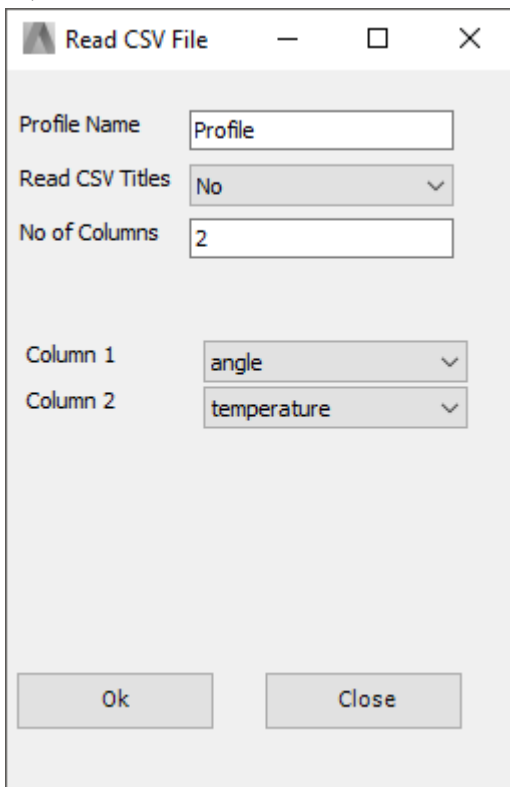 Read CSV File
Profile Name Profile
Read CSV Titles No
No of Columns 2
Column 1 angle
Column 2 temperature
Ok Close